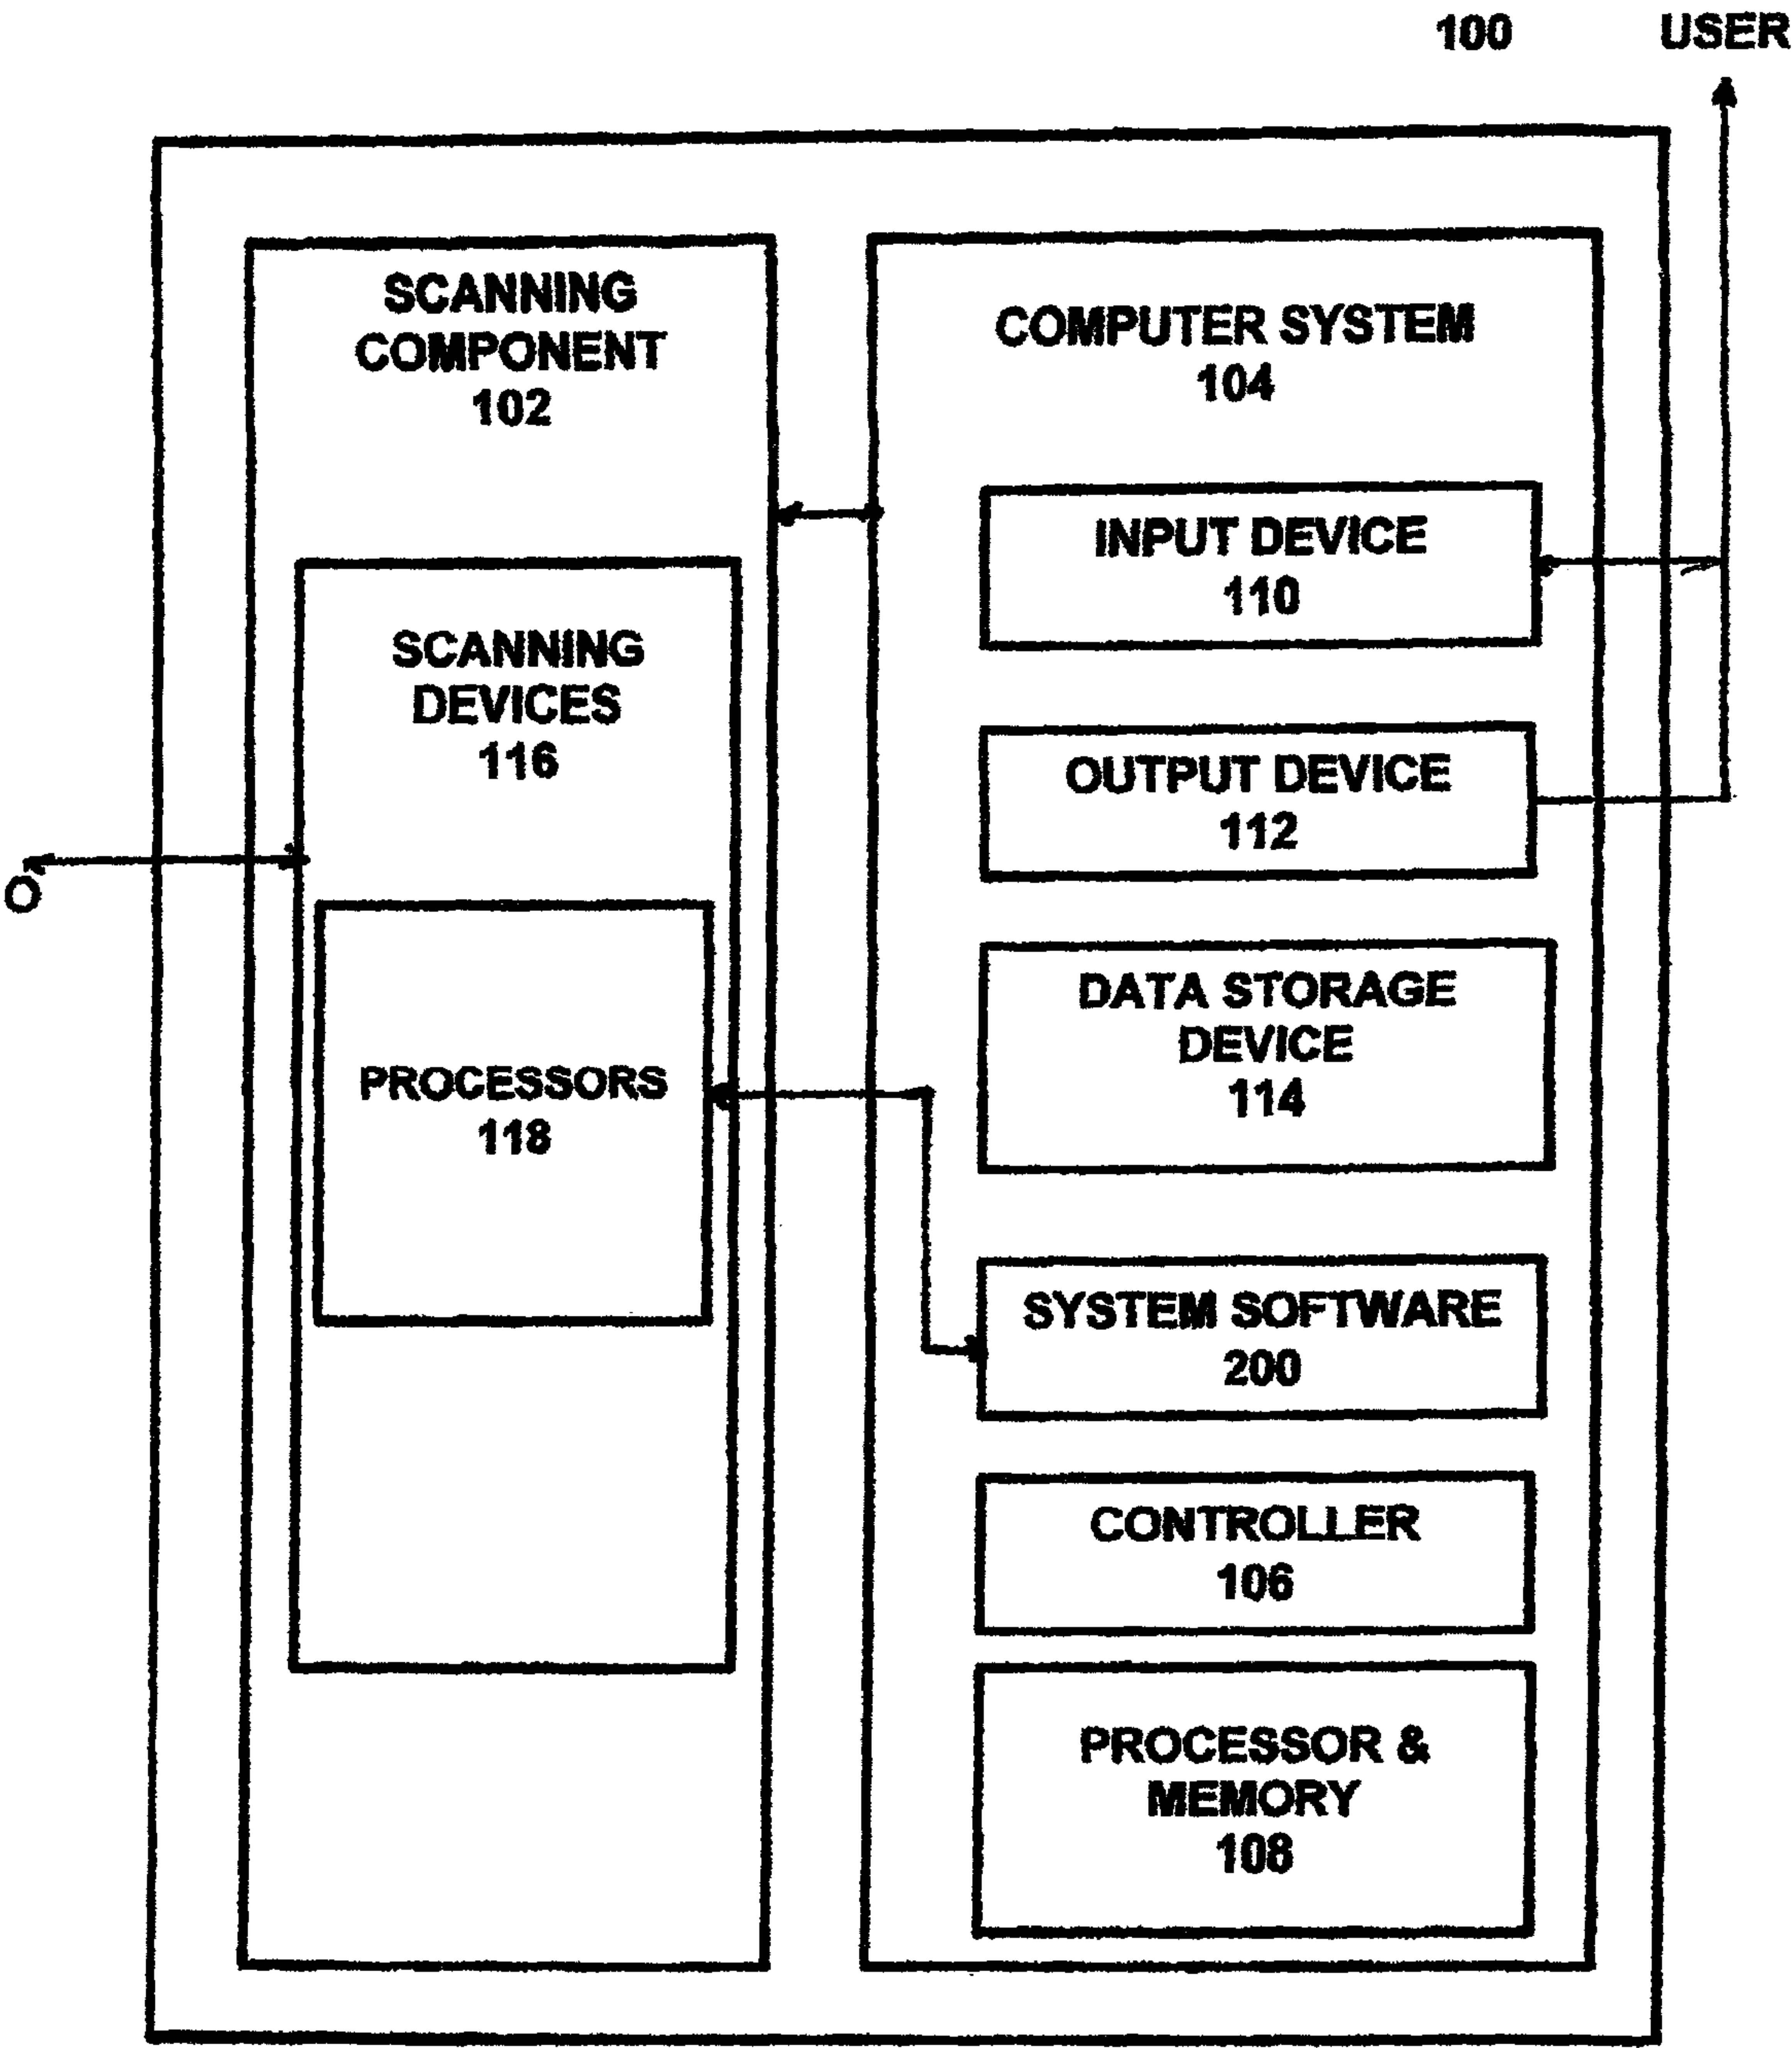 100 USER
SCANNING
COMPONENT
102
SCANNING
DEVICES
116
PROCESSORS
118
O
COMPUTER SYSTEM
104
INPUT DEVICE
110
OUTPUT DEVICE
112
DATA STORAGE
DEVICE
114
SYSTEM SOFTWARE
200
CONTROLLER
106
PROCESSOR &
MEMORY
108